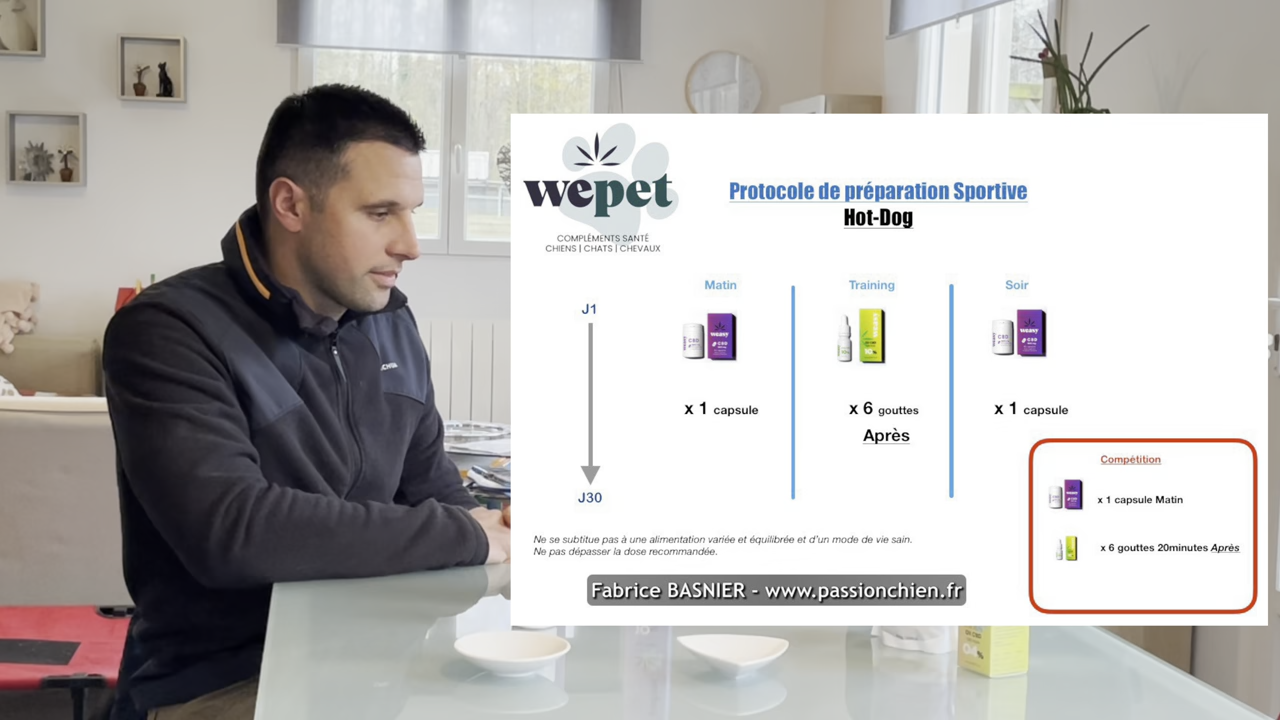 wepet
COMPLÉMENTS SANTÉ
CHIENS | CHATS | CHEVAUX
Protocole de préparation Sportive
Hot-Dog
Matin
Training
Soir
J1
x 1 capsule
x 6 gouttes
Après
x 1 capsule
J30
Compétition
x 1 capsule Matin
x 6 gouttes 20minutes Après
Ne se subtitue pas à une alimentation variée et équilibrée et d'un mode de vie sain.
Ne pas dépasser la dose recommandée.
Fabrice BASNIER - www.passionchien.fr